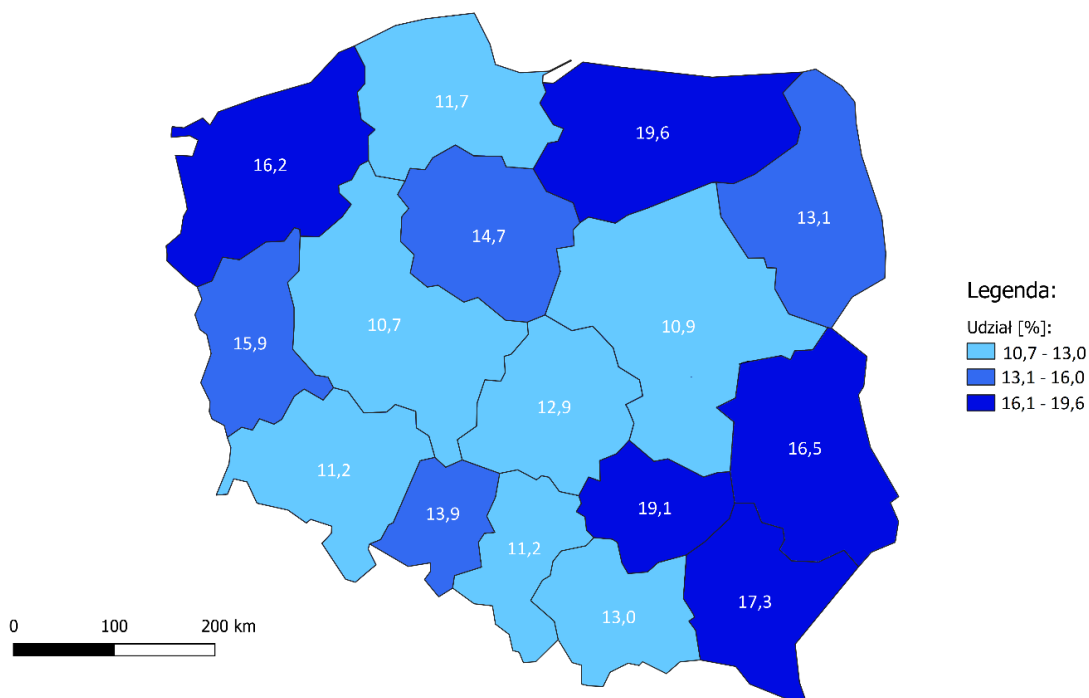 11,7
19,6
16,2
13,1
14,7
10,7
10,9
15,9
12,9
16,5
11,2
13,9
19,1
11,2
17,3
13,0
Legenda:
Udział [%]:
10,7 - 13,0
13,1 - 16,0
16,1 - 19,6
0 100 200 km